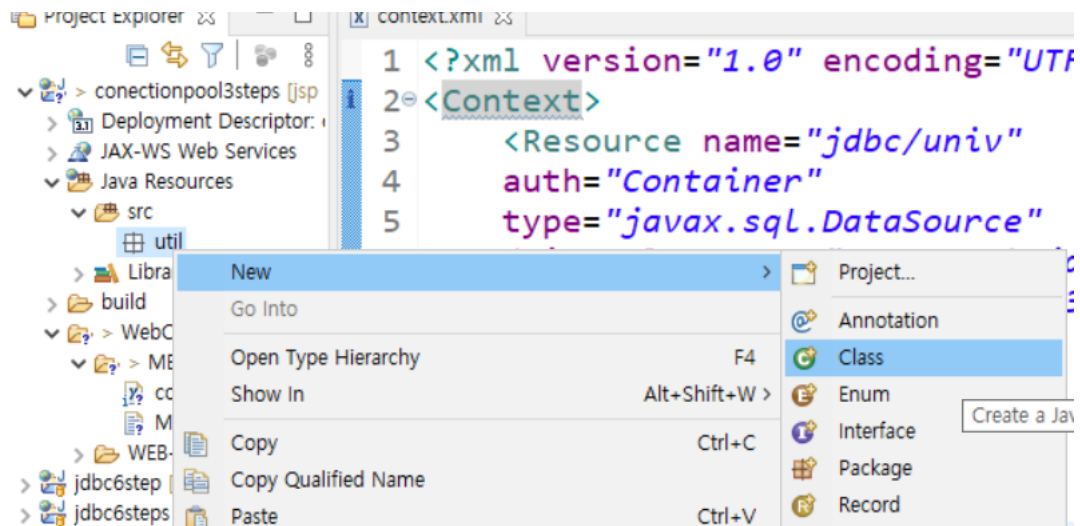 Project Explorer
context.xml
> conectionpool3steps [jsp
Deployment Descriptor:
JAX-WS Web Services
Java Resources
src
util
Libra
build
> WebC
> ME
co
M
WEB-
jdbc6step [
jdbc6steps
1 <?xml version="1.0" encoding="UTF
2 <Context>
3 <Resource name="jdbc/univ"
4 auth="Container"
5 type="javax.sql.DataSource"
New >
Go Into
Open Type Hierarchy F4
Show In Alt+Shift+W >
Copy Ctrl+C
Copy Qualified Name
Paste Ctrl+V
Project...
Annotation
Class
Enum
Interface
Package
Record
Create a Jav